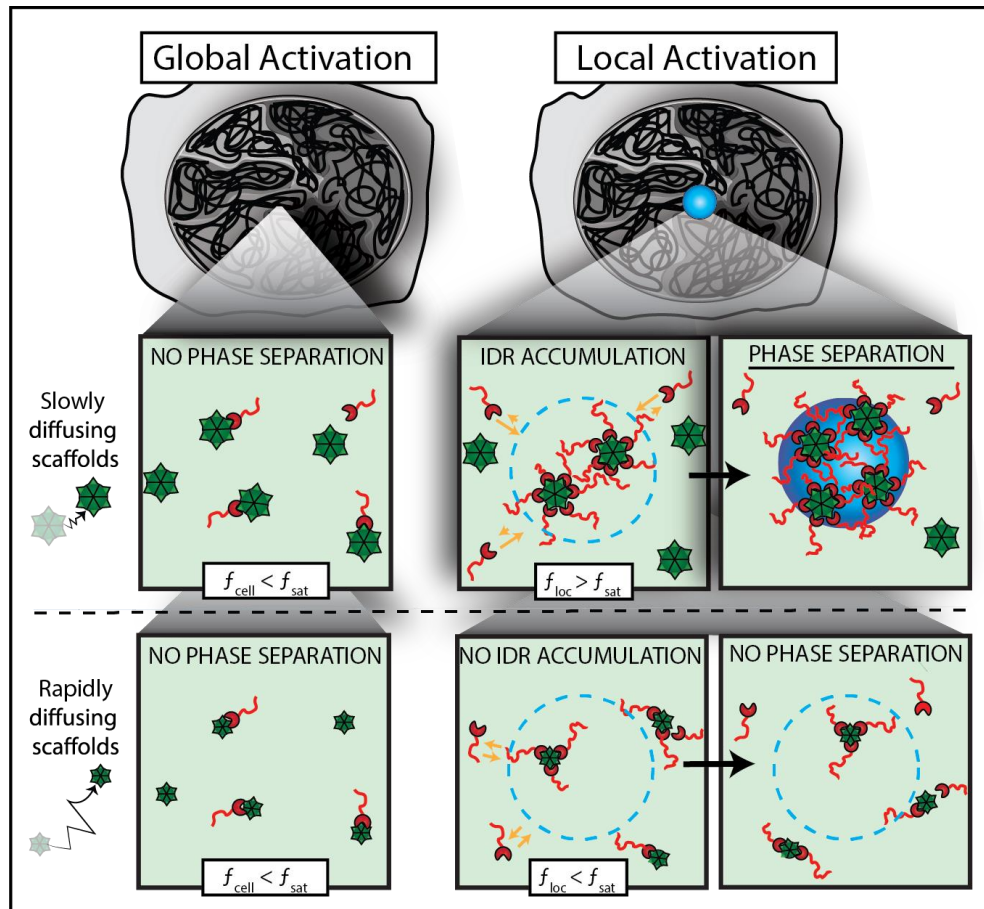 Global Activation
Local Activation
NO PHASE SEPARATION
IDR ACCUMULATION
PHASE SEPARATION
Slowly
diffusing
scaffolds
f_cell < f_sat
f_loc > f_sat
NO PHASE SEPARATION
NO IDR ACCUMULATION
NO PHASE SEPARATION
Rapidly
diffusing
scaffolds
f_cell < f_sat
f_loc < f_sat